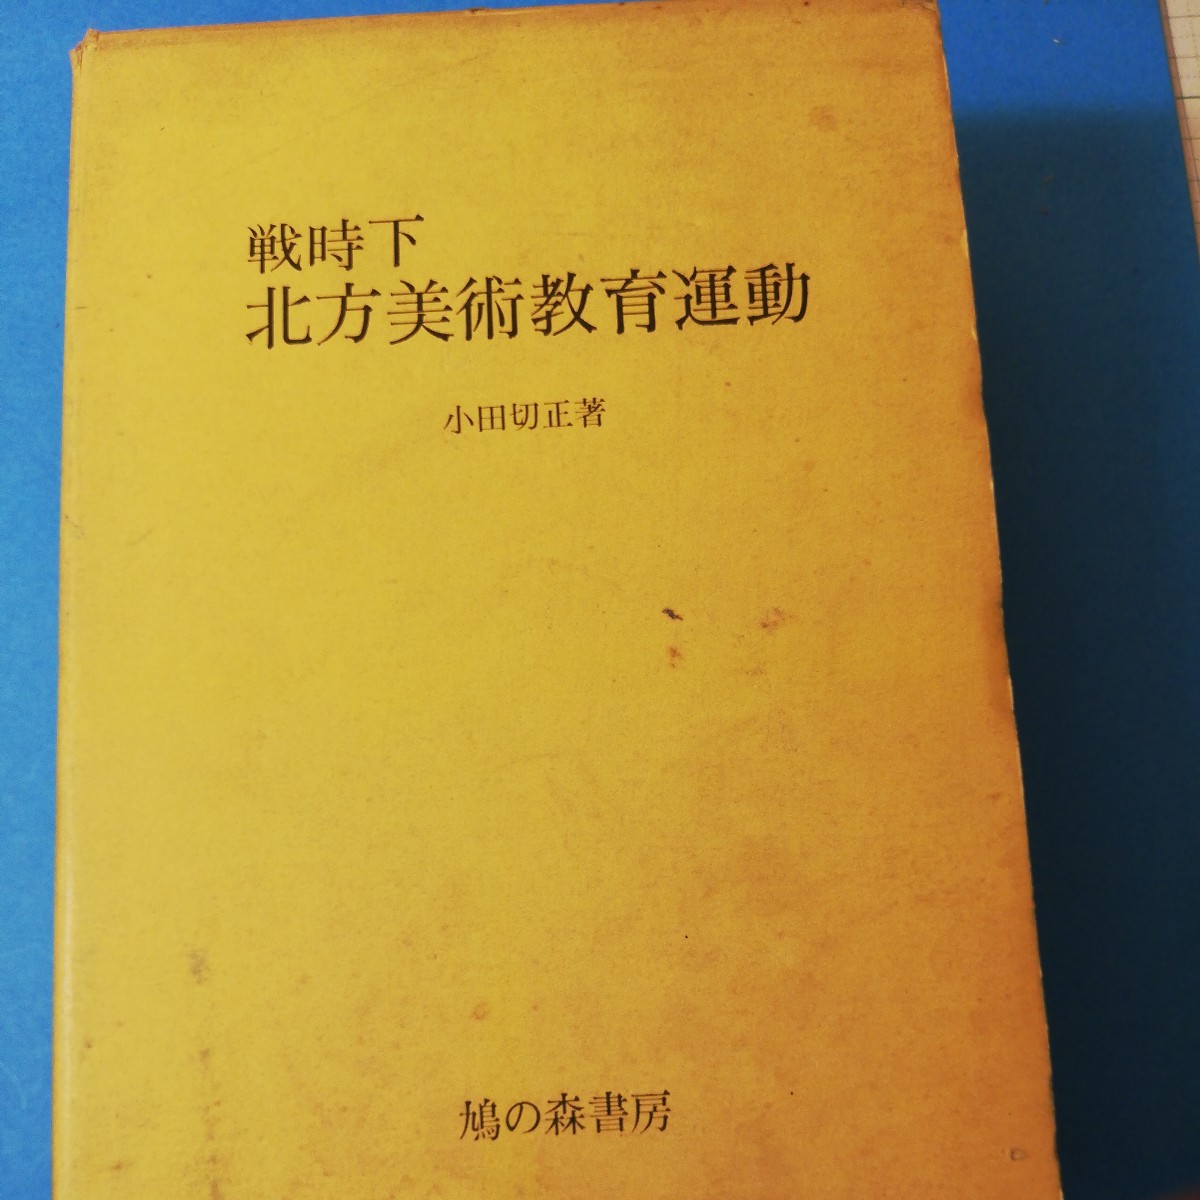 戦時下
北方美術教育運動
小田切正著
鳩の森書房